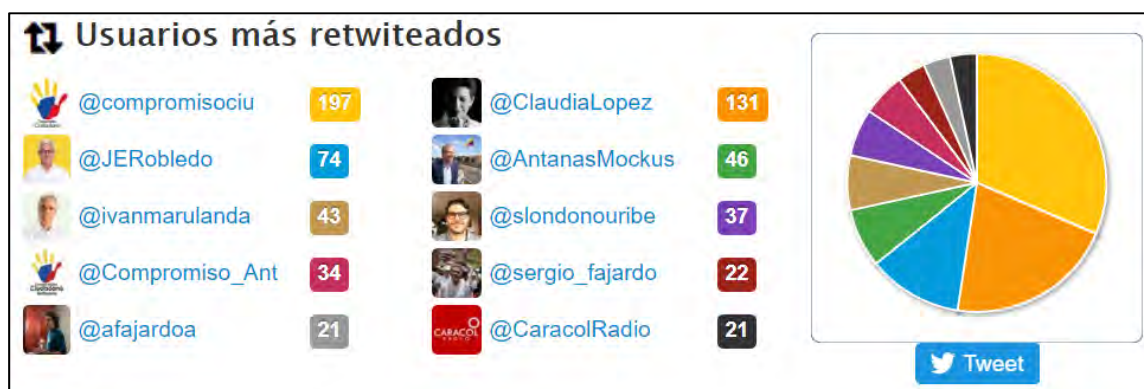 Usuarios más retwiteados
@compromisociu 197 @ClaudiaLopez 131
@JERobledo 74 @AntanasMockus 46
@ivanmarulanda 43 @slondonouribe 37
@Compromiso_Ant 34 @sergio_fajardo 22
@afajardoa 21 CARACOL @CaracolRadio 21
Tweet